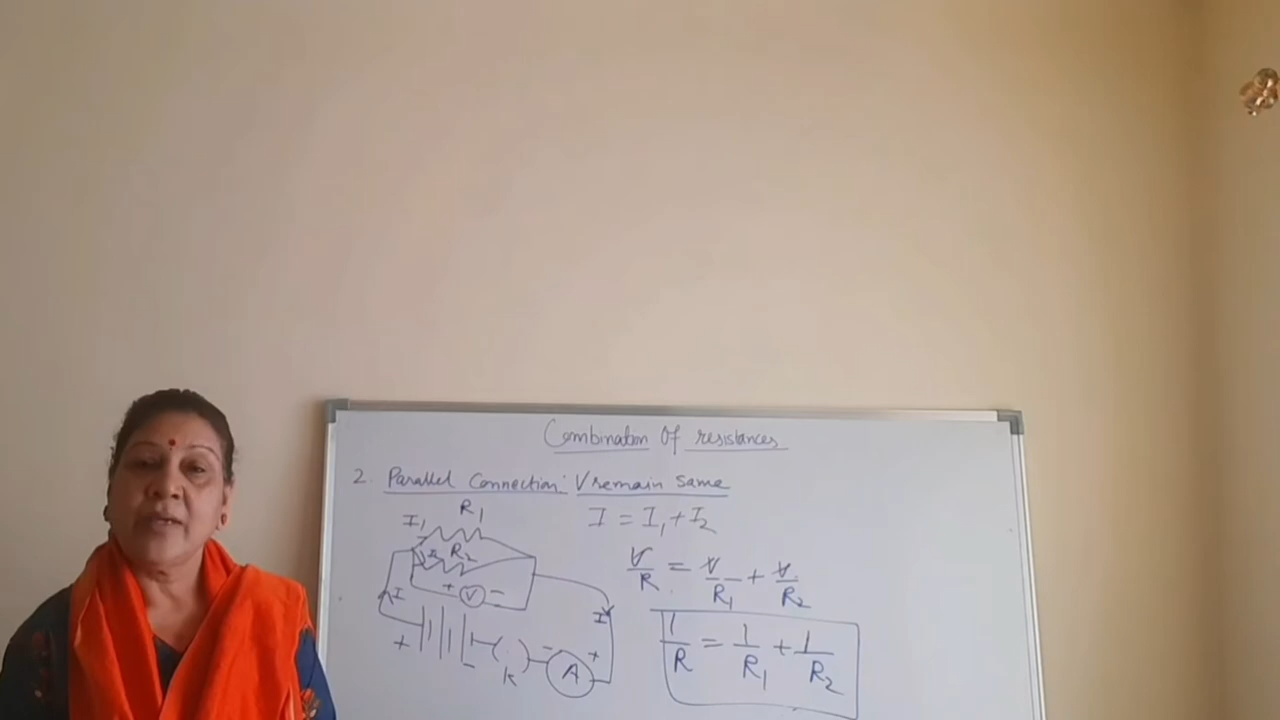 Combination Of resistances
2. Parallel Connection: V remain same
I = I₁ + I₂
V/R = V/R₁ + V/R₂
1/R = 1/R₁ + 1/R₂
R₁
I₁
R₂
I₂
+ V −
I
I
+ −
K
− A +